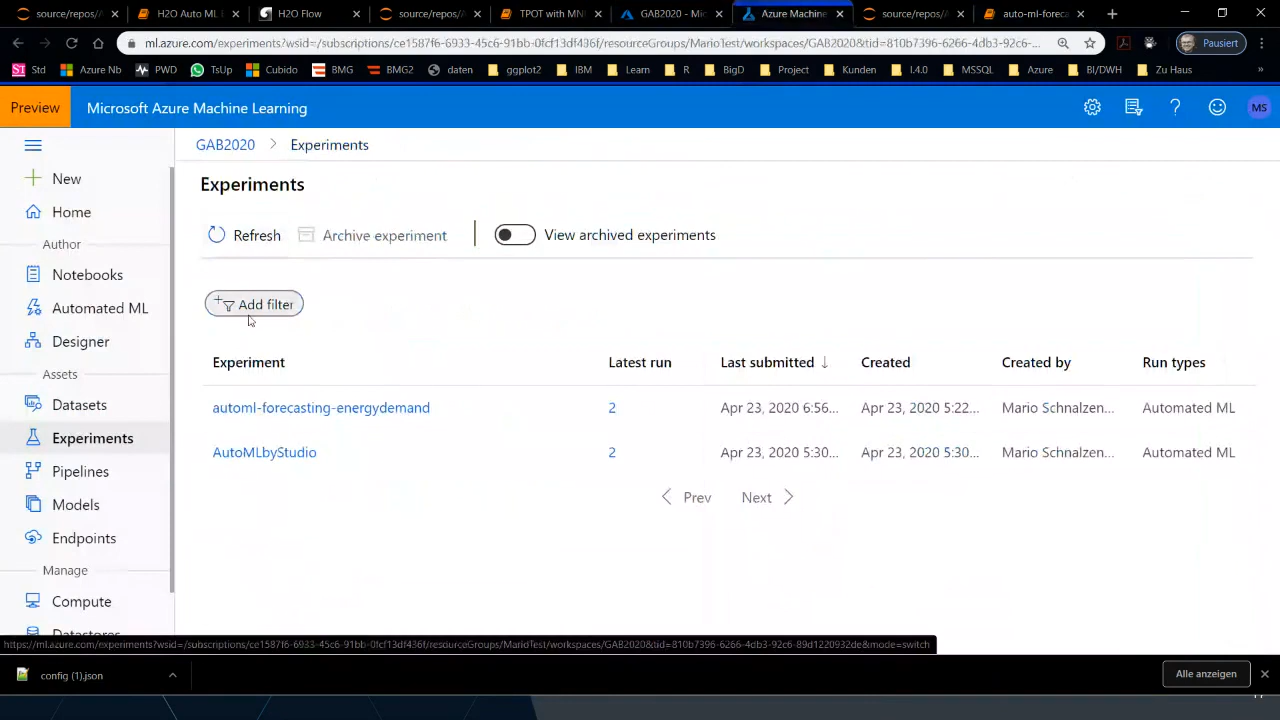 source/repos/
H2O Auto ML
H2O Flow
source/repos/
TPOT with MN
GAB2020 - Mic
Azure Machine
source/repos/
auto-ml-forec
ml.azure.com/experiments?wsid=/subscriptions/ce1587f6-6933-45c6-91bb-0fcf13df436f/resourceGroups/MarioTest/workspaces/GAB2020&tid=810b7396-6266-4db3-92c6-...
Pausiert
Std
Azure Nb
PWD
TsUp
Cubido
BMG
BMG2
daten
ggplot2
IBM
Learn
R
BigD
Project
Kunden
I.4.0
MSSQL
Azure
BI/DWH
Zu Haus
»
Preview
Microsoft Azure Machine Learning
MS
GAB2020 > Experiments
New
Home
Author
Notebooks
Automated ML
Designer
Assets
Datasets
Experiments
Pipelines
Models
Endpoints
Manage
Compute
Datastores
Experiments
Refresh
Archive experiment
View archived experiments
Add filter
Experiment Latest run Last submitted ↓ Created Created by Run types
automl-forecasting-energydemand 2 Apr 23, 2020 6:56... Apr 23, 2020 5:22... Mario Schnalzen... Automated ML
AutoMLbyStudio 2 Apr 23, 2020 5:30... Apr 23, 2020 5:30... Mario Schnalzen... Automated ML
< Prev Next >
https://ml.azure.com/experiments?wsid=/subscriptions/ce1587f6-6933-45c6-91bb-0fcf13df436f/resourceGroups/MarioTest/workspaces/GAB2020&tid=810b7396-6266-4db3-92c6-89d1220932de&mode=switch
config (1).json
Alle anzeigen